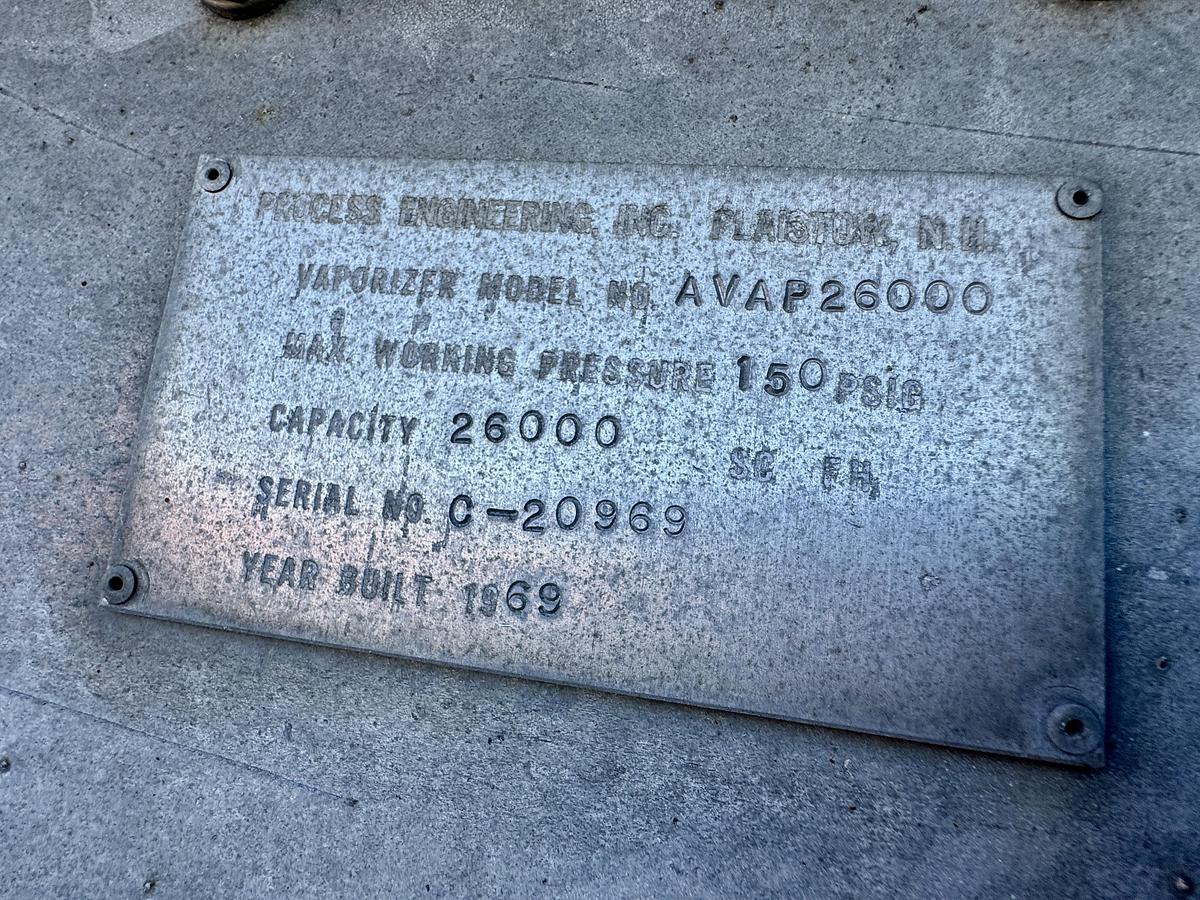 PROCESS ENGINEERING, INC. PLAISTOW, N.H.
VAPORIZER MODEL NO. AVAP26000
MAX. WORKING PRESSURE 150 PSIG
CAPACITY 26000 SC FH,
SERIAL NO. C-20969
YEAR BUILT 1969